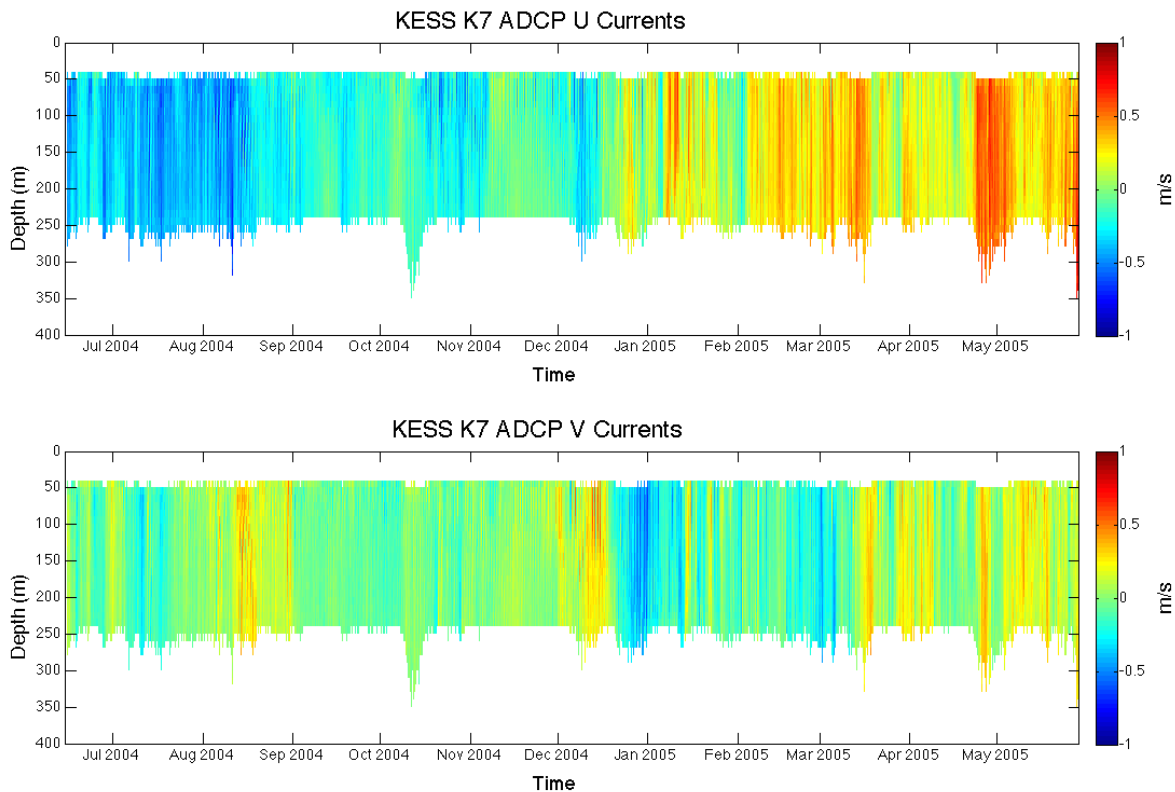 KESS K7 ADCP U Currents
0
50
100
150
200
250
300
350
400
Depth (m)
Jul 2004 Aug 2004 Sep 2004 Oct 2004 Nov 2004 Dec 2004 Jan 2005 Feb 2005 Mar 2005 Apr 2005 May 2005
Time
1
0.5
0
-0.5
-1
m/s
KESS K7 ADCP V Currents
0
50
100
150
200
250
300
350
400
Depth (m)
Jul 2004 Aug 2004 Sep 2004 Oct 2004 Nov 2004 Dec 2004 Jan 2005 Feb 2005 Mar 2005 Apr 2005 May 2005
Time
1
0.5
0
-0.5
-1
m/s